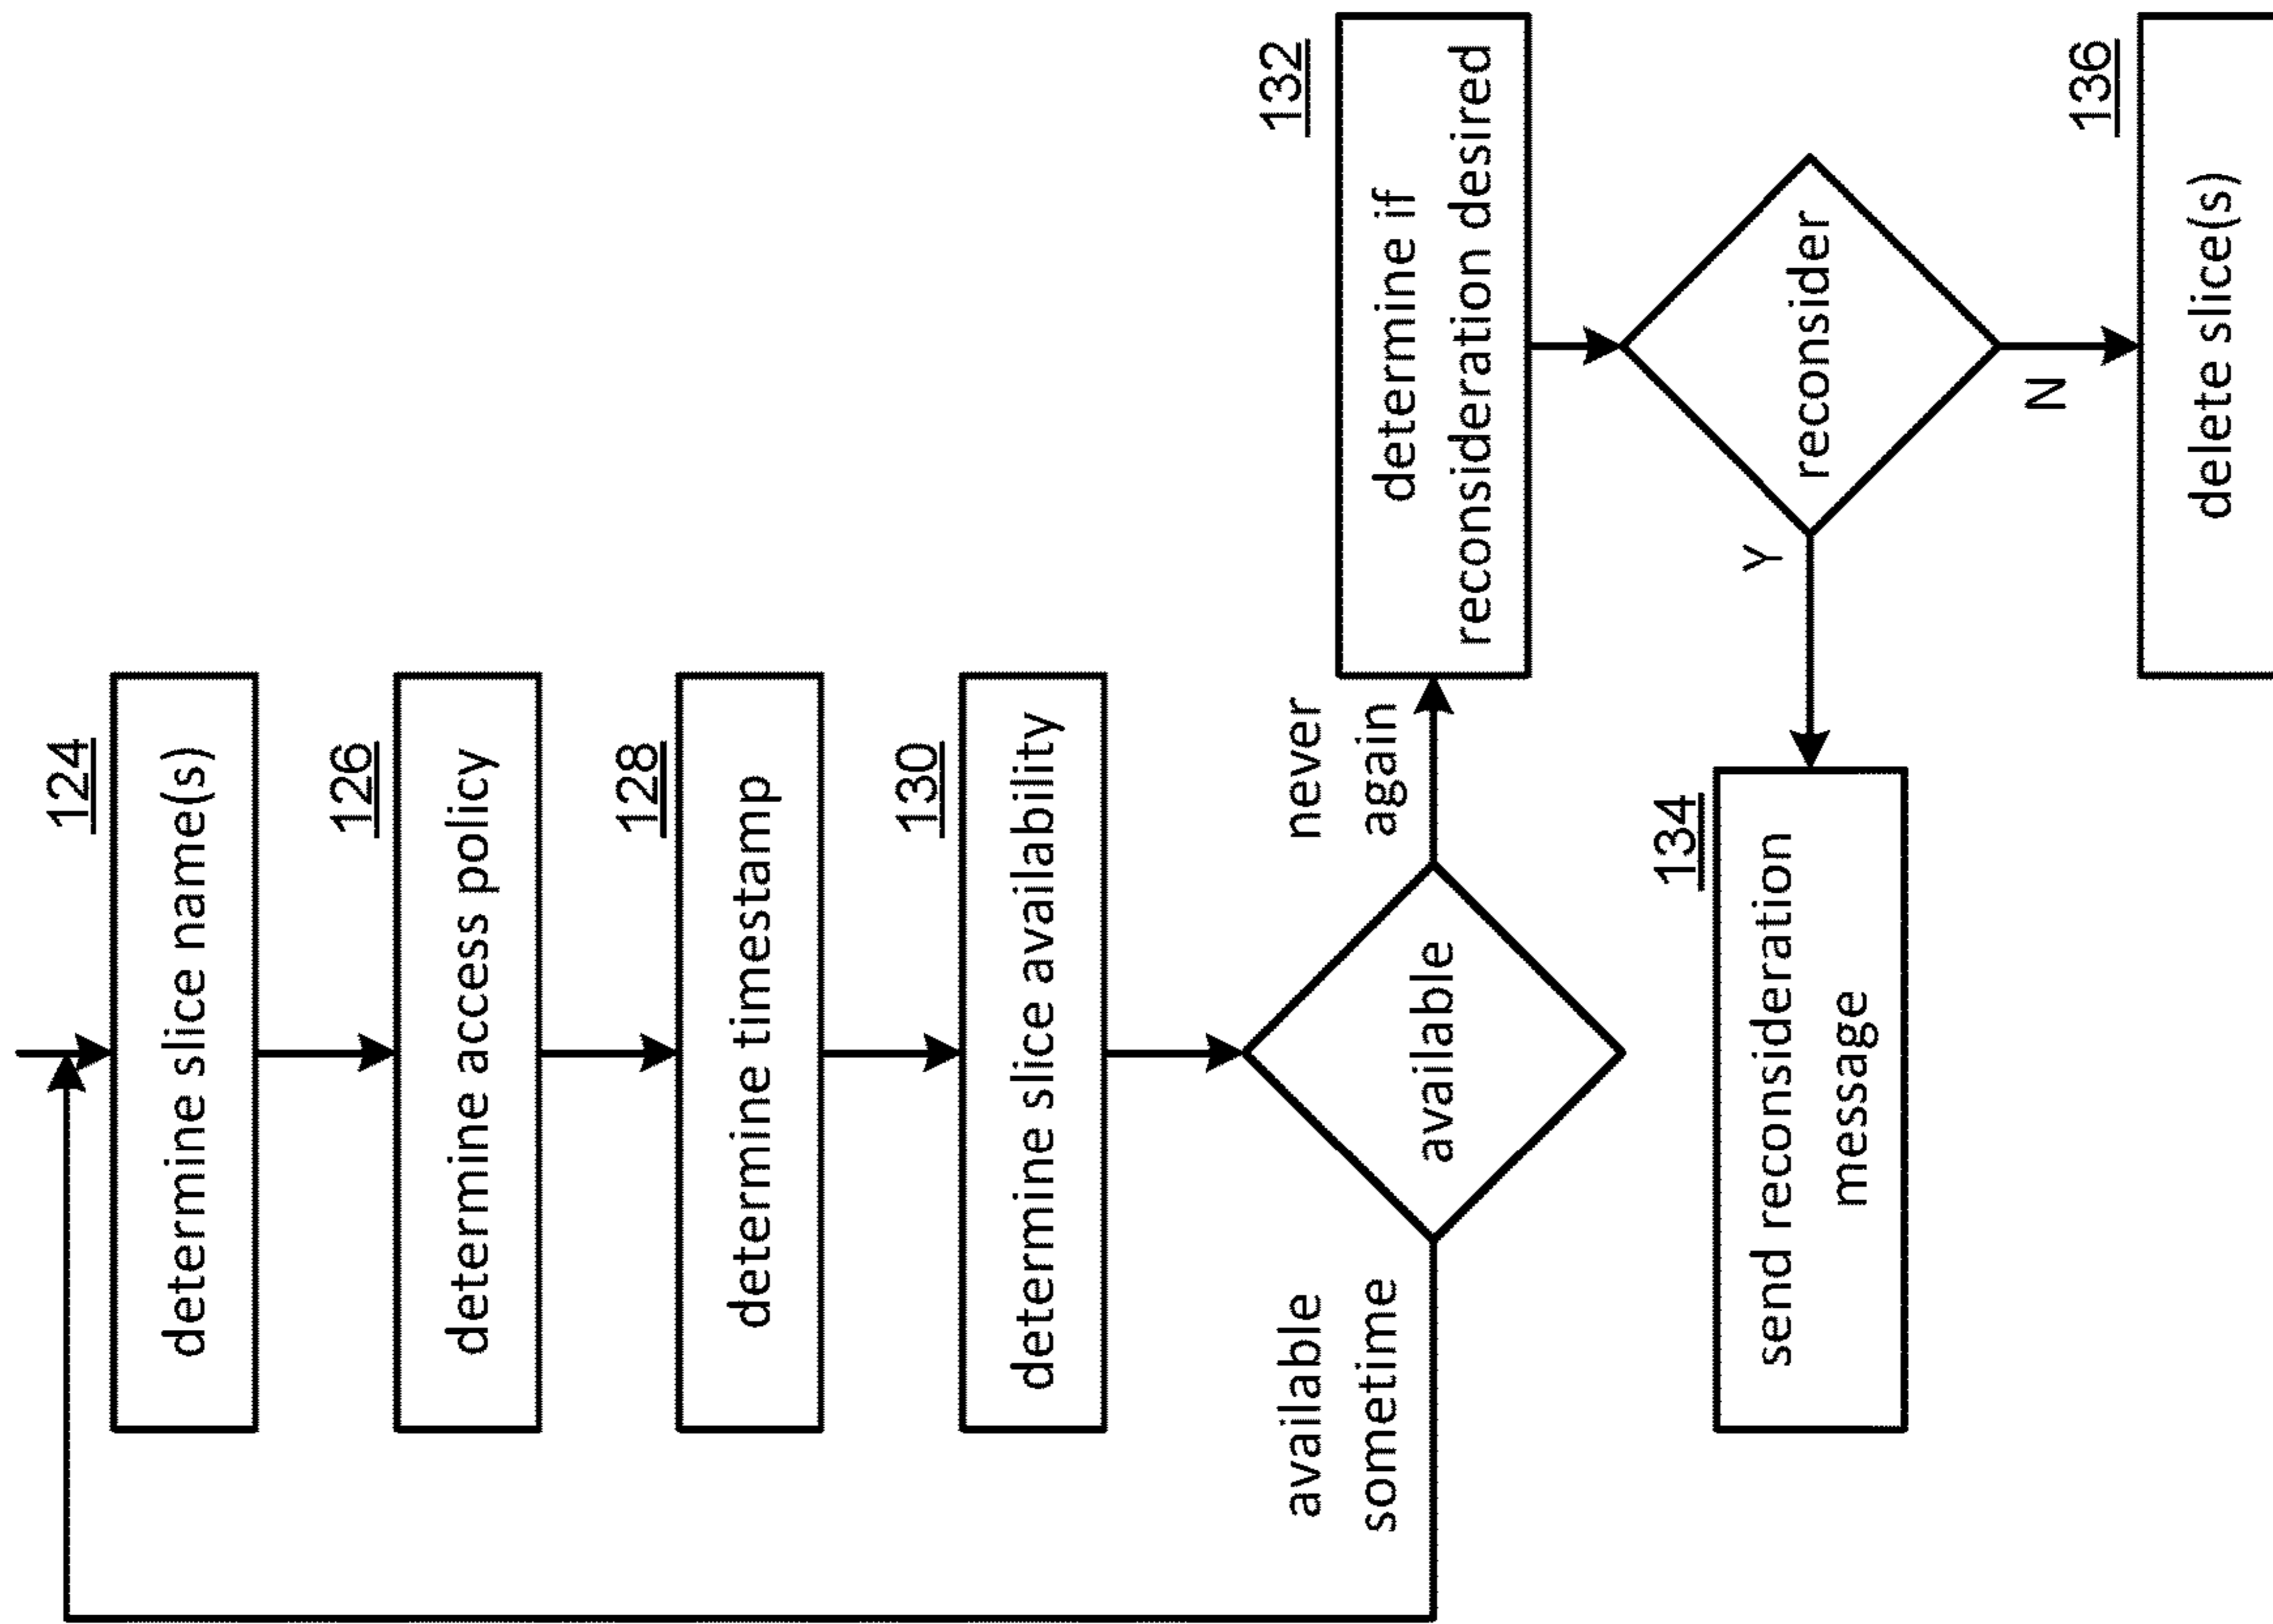 124
determine slice name(s)
126
determine access policy
128
determine timestamp
130
determine slice availability
available
available
sometime
never
again
132
determine if
reconsideration desired
reconsider
Y
N
134
send reconsideration
message
136
delete slice(s)